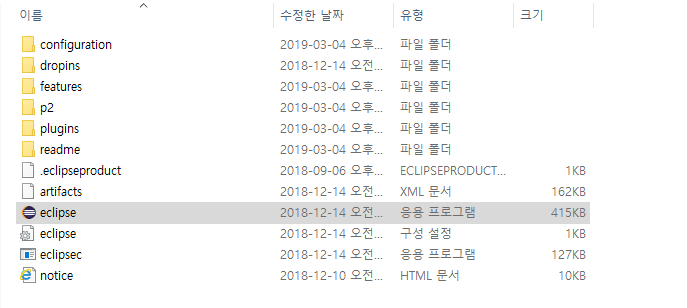 이름 수정한 날짜 유형 크기
configuration 2019-03-04 오후... 파일 폴더
dropins 2018-12-14 오전... 파일 폴더
features 2019-03-04 오후... 파일 폴더
p2 2019-03-04 오후... 파일 폴더
plugins 2019-03-04 오후... 파일 폴더
readme 2019-03-04 오후... 파일 폴더
.eclipseproduct 2018-09-06 오후... ECLIPSEPRODUCT... 1KB
artifacts 2018-12-14 오전... XML 문서 162KB
eclipse 2018-12-14 오전... 응용 프로그램 415KB
eclipse 2018-12-14 오전... 구성 설정 1KB
eclipsec 2018-12-14 오전... 응용 프로그램 127KB
notice 2018-12-10 오전... HTML 문서 10KB